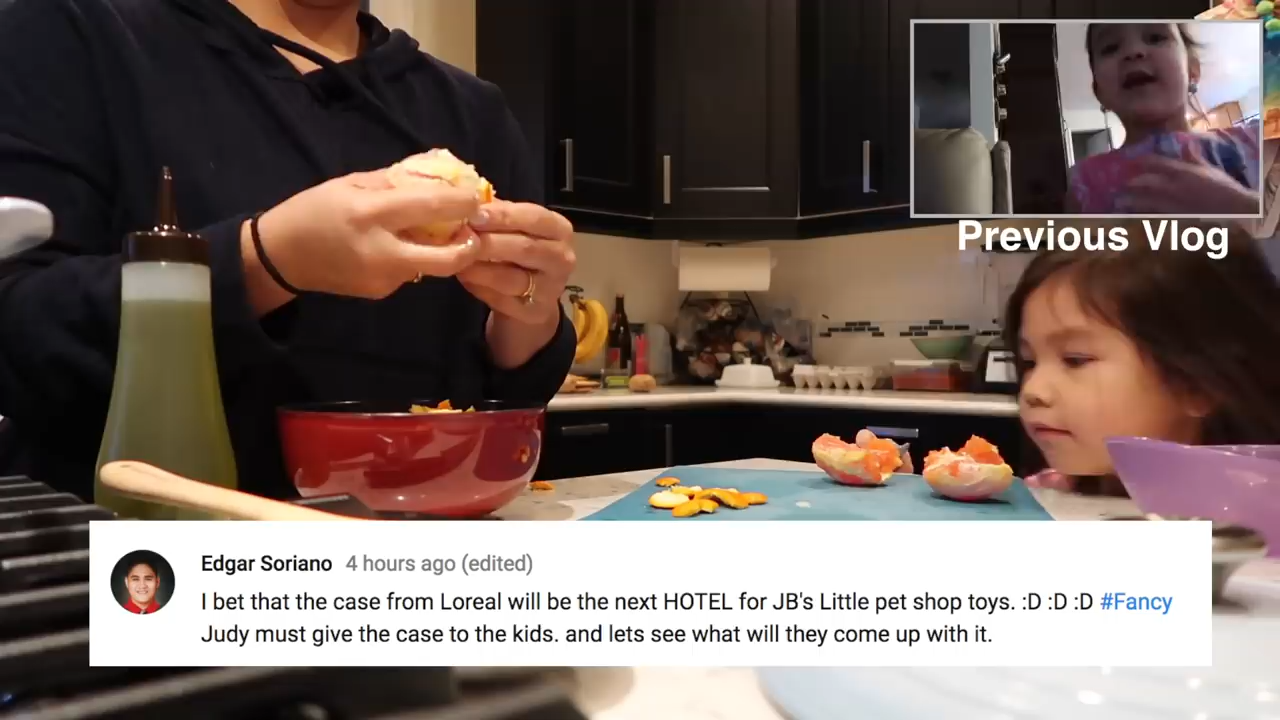 Previous Vlog
Edgar Soriano 4 hours ago (edited)
I bet that the case from Loreal will be the next HOTEL for JB's Little pet shop toys. :D :D :D #Fancy
Judy must give the case to the kids. and lets see what will they come up with it.